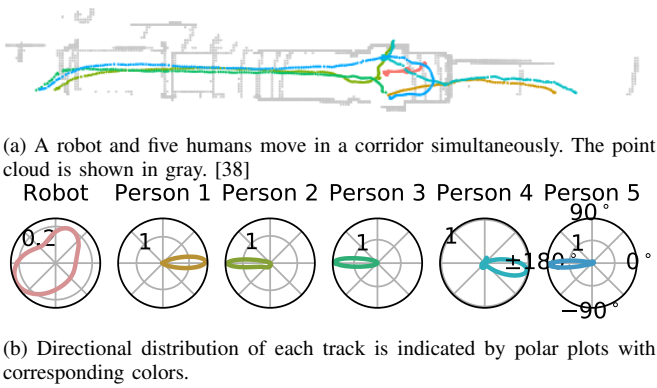 (a) A robot and five humans move in a corridor simultaneously. The point
cloud is shown in gray. [38]
Robot Person 1 Person 2 Person 3 Person 4 Person 5
90°
0.2 1 1 1 1 ±180° 1 0°
−90°
(b) Directional distribution of each track is indicated by polar plots with
corresponding colors.